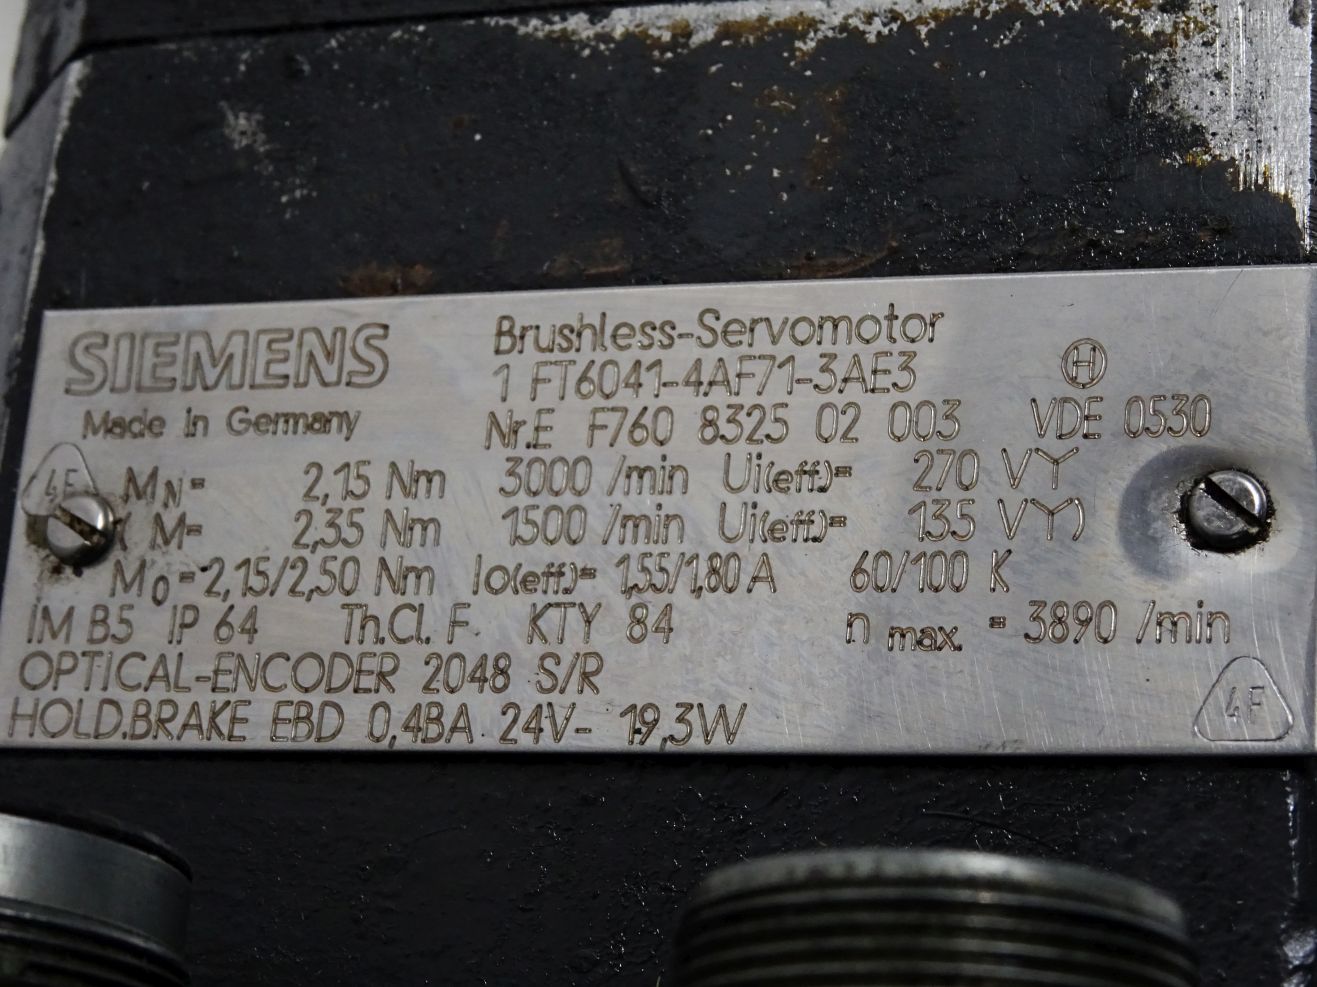 SIEMENS
Made in Germany
Brushless-Servomotor
1 FT6041-4AF71-3AE3
Nr.E F760 8325 02 003 VDE 0530
H
4F
MN= 2,15 Nm 3000 /min Ui(eff.)= 270 VY
( M= 2,35 Nm 1500 /min Ui(eff.)= 135 VY)
M0=2,15/2,50 Nm I0(eff)= 1,55/1,80 A 60/100 K
IM B5 IP 64 Th.Cl. F. KTY 84 n max. = 3890 /min
OPTICAL-ENCODER 2048 S/R
HOLD.BRAKE EBD 0,4BA 24V- 19,3W
4F